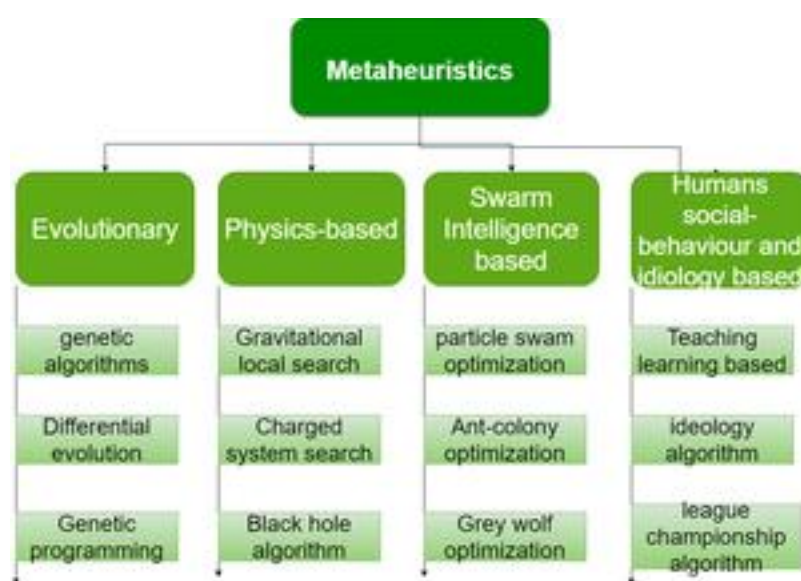 Metaheuristics
Evolutionary
Physics-based
Swarm
Intelligence
based
Humans
social-
behaviour and
idiology based
genetic
algorithms
Gravitational
local search
particle swam
optimization
Teaching
learning based
Differential
evolution
Charged
system search
Ant-colony
optimization
ideology
algorithm
Genetic
programming
Black hole
algorithm
Grey wolf
optimization
league
championship
algorithm